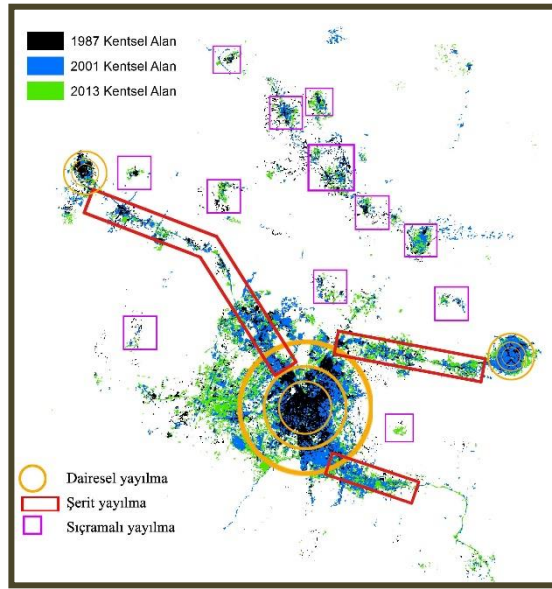 1987 Kentsel Alan
2001 Kentsel Alan
2013 Kentsel Alan
Dairesel yayılma
Şerit yayılma
Sıçramalı yayılma